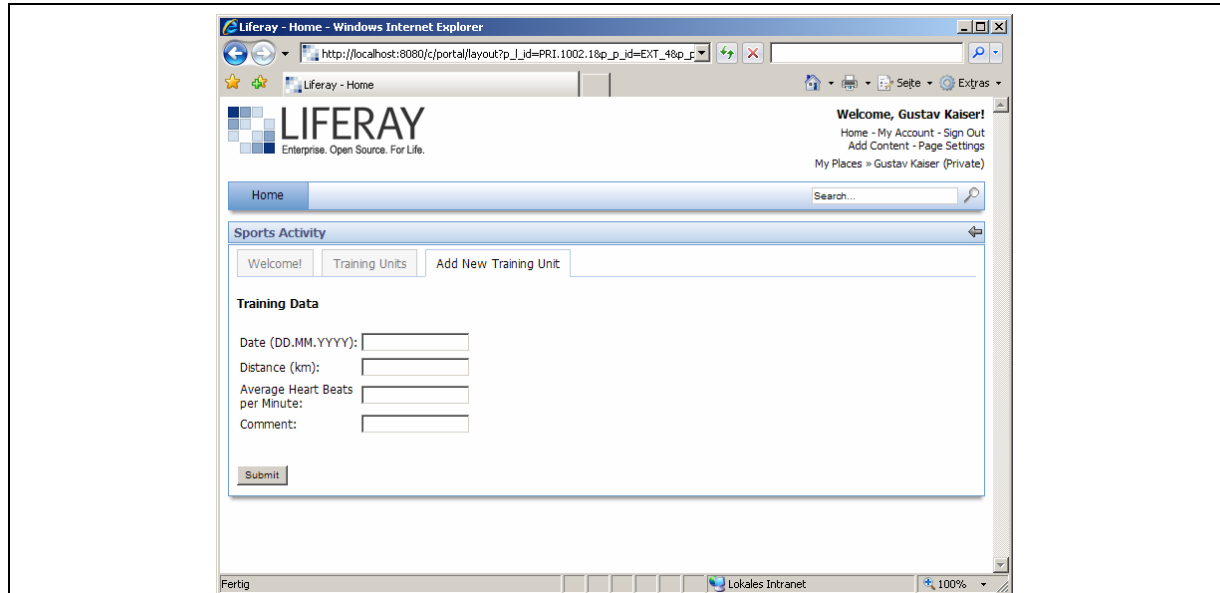 Liferay - Home - Windows Internet Explorer
http://localhost:8080/c/portal/layout?p_l_id=PRI.1002.1&p_p_id=EXT_4&p_p
Liferay - Home
Seite
Extras
LIFERAY
Enterprise. Open Source. For Life.
Welcome, Gustav Kaiser!
Home - My Account - Sign Out
Add Content - Page Settings
My Places » Gustav Kaiser (Private)
Home
Search...
Sports Activity
Welcome!
Training Units
Add New Training Unit
Training Data
Date (DD.MM.YYYY):
Distance (km):
Average Heart Beats
per Minute:
Comment:
Submit
Fertig
Lokales Intranet
100%